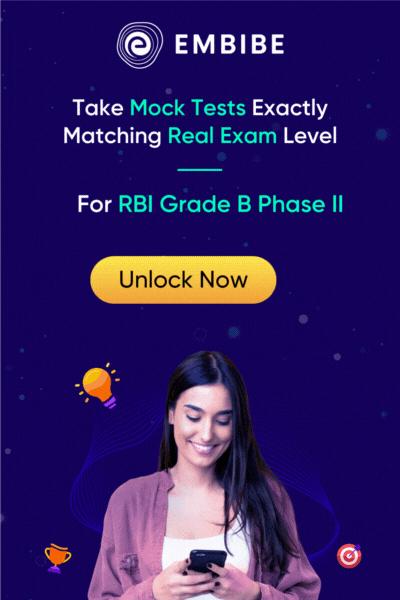 EMBIBE
Take Mock Tests Exactly
Matching Real Exam Level
For RBI Grade B Phase II
Unlock Now